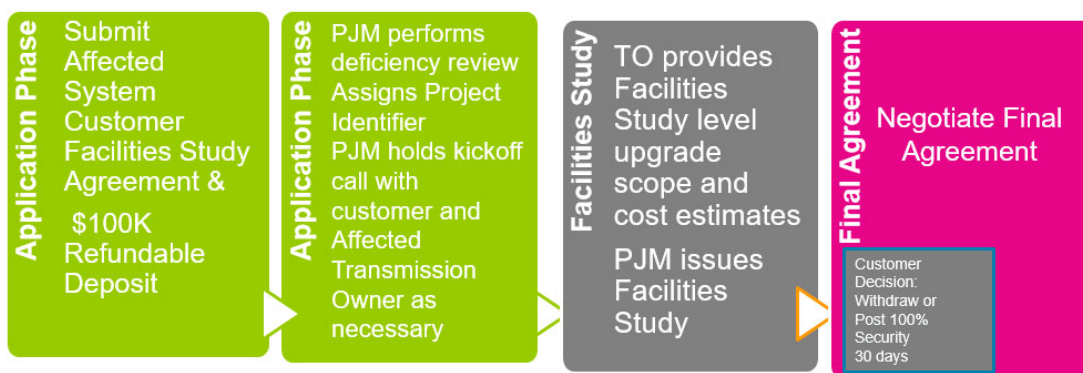 Application Phase
Submit
Affected
System
Customer
Facilities Study
Agreement &
$100K
Refundable
Deposit
Application Phase
PJM performs
deficiency review
Assigns Project
Identifier
PJM holds kickoff
call with
customer and
Affected
Transmission
Owner as
necessary
Facilities Study
TO provides
Facilities
Study level
upgrade
scope and
cost estimates
PJM issues
Facilities
Study
Final Agreement
Negotiate Final
Agreement
Customer
Decision:
Withdraw or
Post 100%
Security
30 days